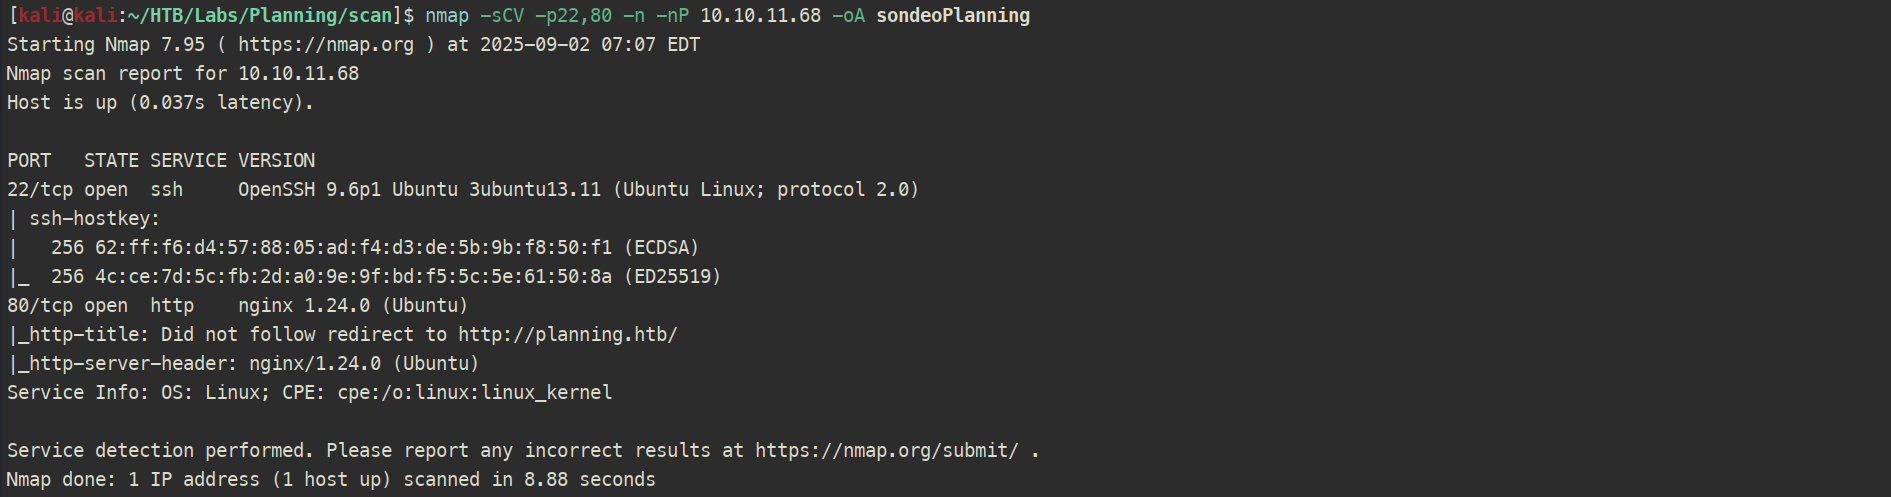 [kali@kali:~/HTB/Labs/Planning/scan]$ nmap -sCV -p22,80 -n -nP 10.10.11.68 -oA sondeoPlanning
Starting Nmap 7.95 ( https://nmap.org ) at 2025-09-02 07:07 EDT
Nmap scan report for 10.10.11.68
Host is up (0.037s latency).

PORT   STATE SERVICE VERSION
22/tcp open  ssh     OpenSSH 9.6p1 Ubuntu 3ubuntu13.11 (Ubuntu Linux; protocol 2.0)
| ssh-hostkey:
|   256 62:ff:f6:d4:57:88:05:ad:f4:d3:de:5b:9b:f8:50:f1 (ECDSA)
|_  256 4c:ce:7d:5c:fb:2d:a0:9e:9f:bd:f5:5c:5e:61:50:8a (ED25519)
80/tcp open  http    nginx 1.24.0 (Ubuntu)
|_http-title: Did not follow redirect to http://planning.htb/
|_http-server-header: nginx/1.24.0 (Ubuntu)
Service Info: OS: Linux; CPE: cpe:/o:linux:linux_kernel

Service detection performed. Please report any incorrect results at https://nmap.org/submit/ .
Nmap done: 1 IP address (1 host up) scanned in 8.88 seconds